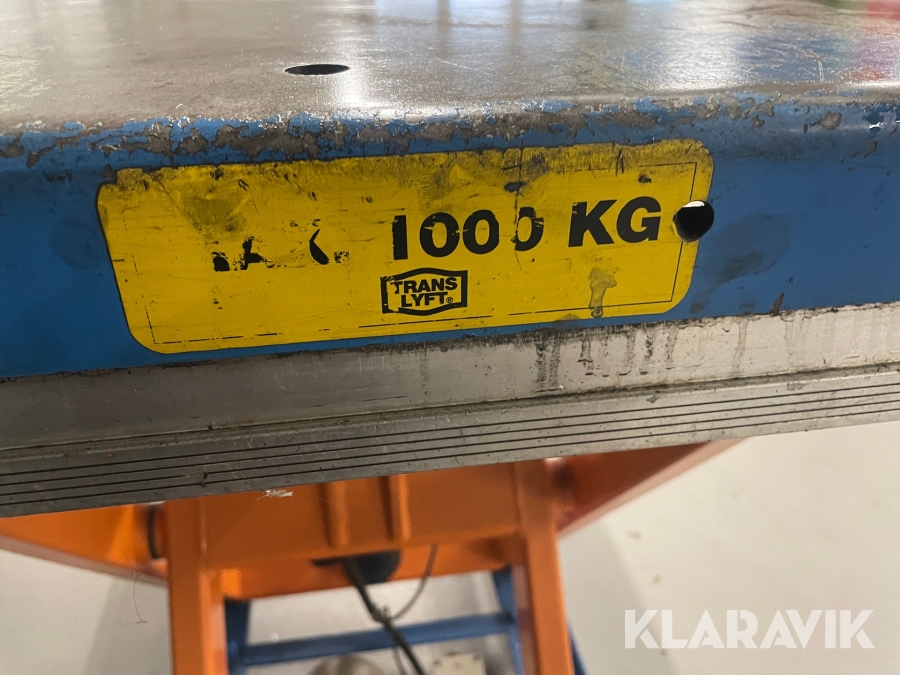 1000 KG
TRANS
LYFT®
KLARAVIK